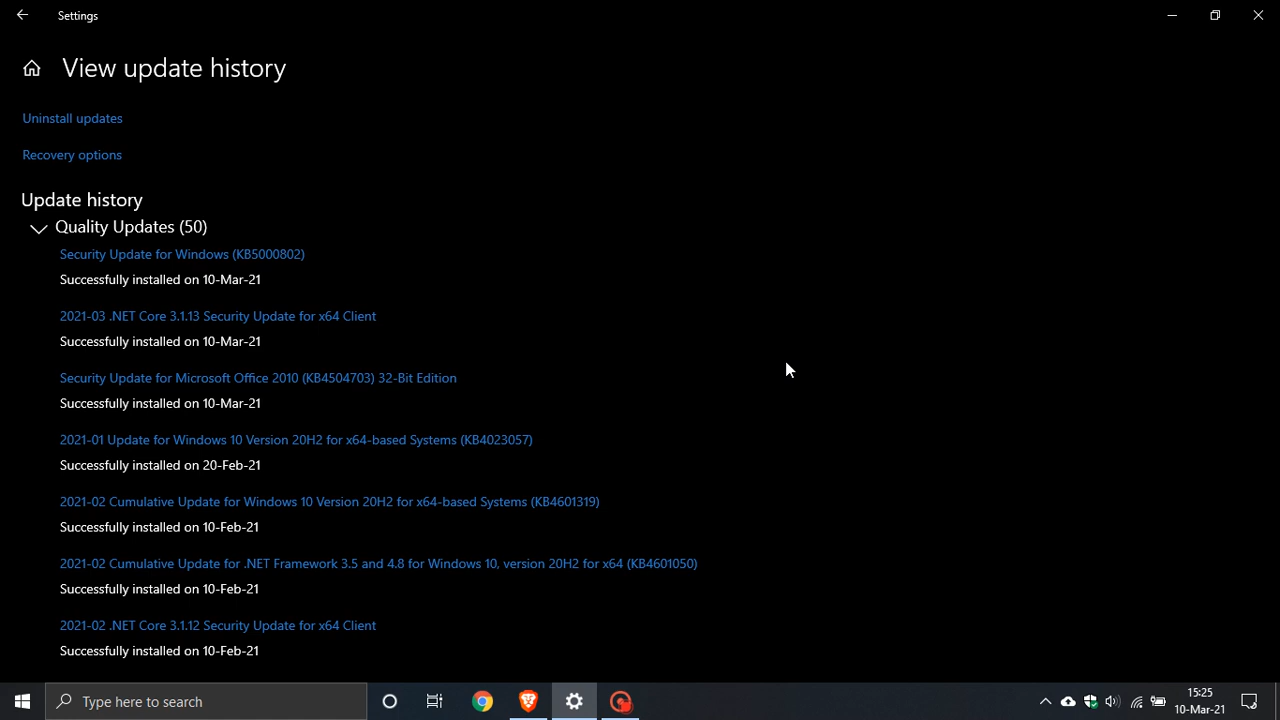 Settings
View update history
Uninstall updates
Recovery options
Update history
Quality Updates (50)
Security Update for Windows (KB5000802)
Successfully installed on 10-Mar-21
2021-03 .NET Core 3.1.13 Security Update for x64 Client
Successfully installed on 10-Mar-21
Security Update for Microsoft Office 2010 (KB4504703) 32-Bit Edition
Successfully installed on 10-Mar-21
2021-01 Update for Windows 10 Version 20H2 for x64-based Systems (KB4023057)
Successfully installed on 20-Feb-21
2021-02 Cumulative Update for Windows 10 Version 20H2 for x64-based Systems (KB4601319)
Successfully installed on 10-Feb-21
2021-02 Cumulative Update for .NET Framework 3.5 and 4.8 for Windows 10, version 20H2 for x64 (KB4601050)
Successfully installed on 10-Feb-21
2021-02 .NET Core 3.1.12 Security Update for x64 Client
Successfully installed on 10-Feb-21
Type here to search
15:25
10-Mar-21